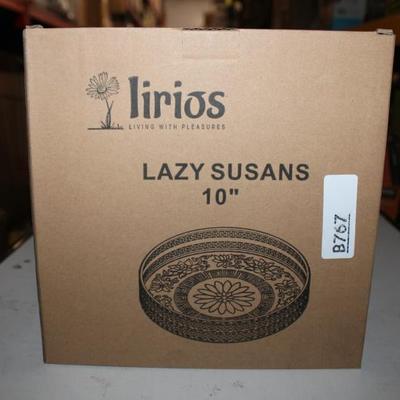 lirios
LIVING WITH PLEASURES
LAZY SUSANS
10"
B767